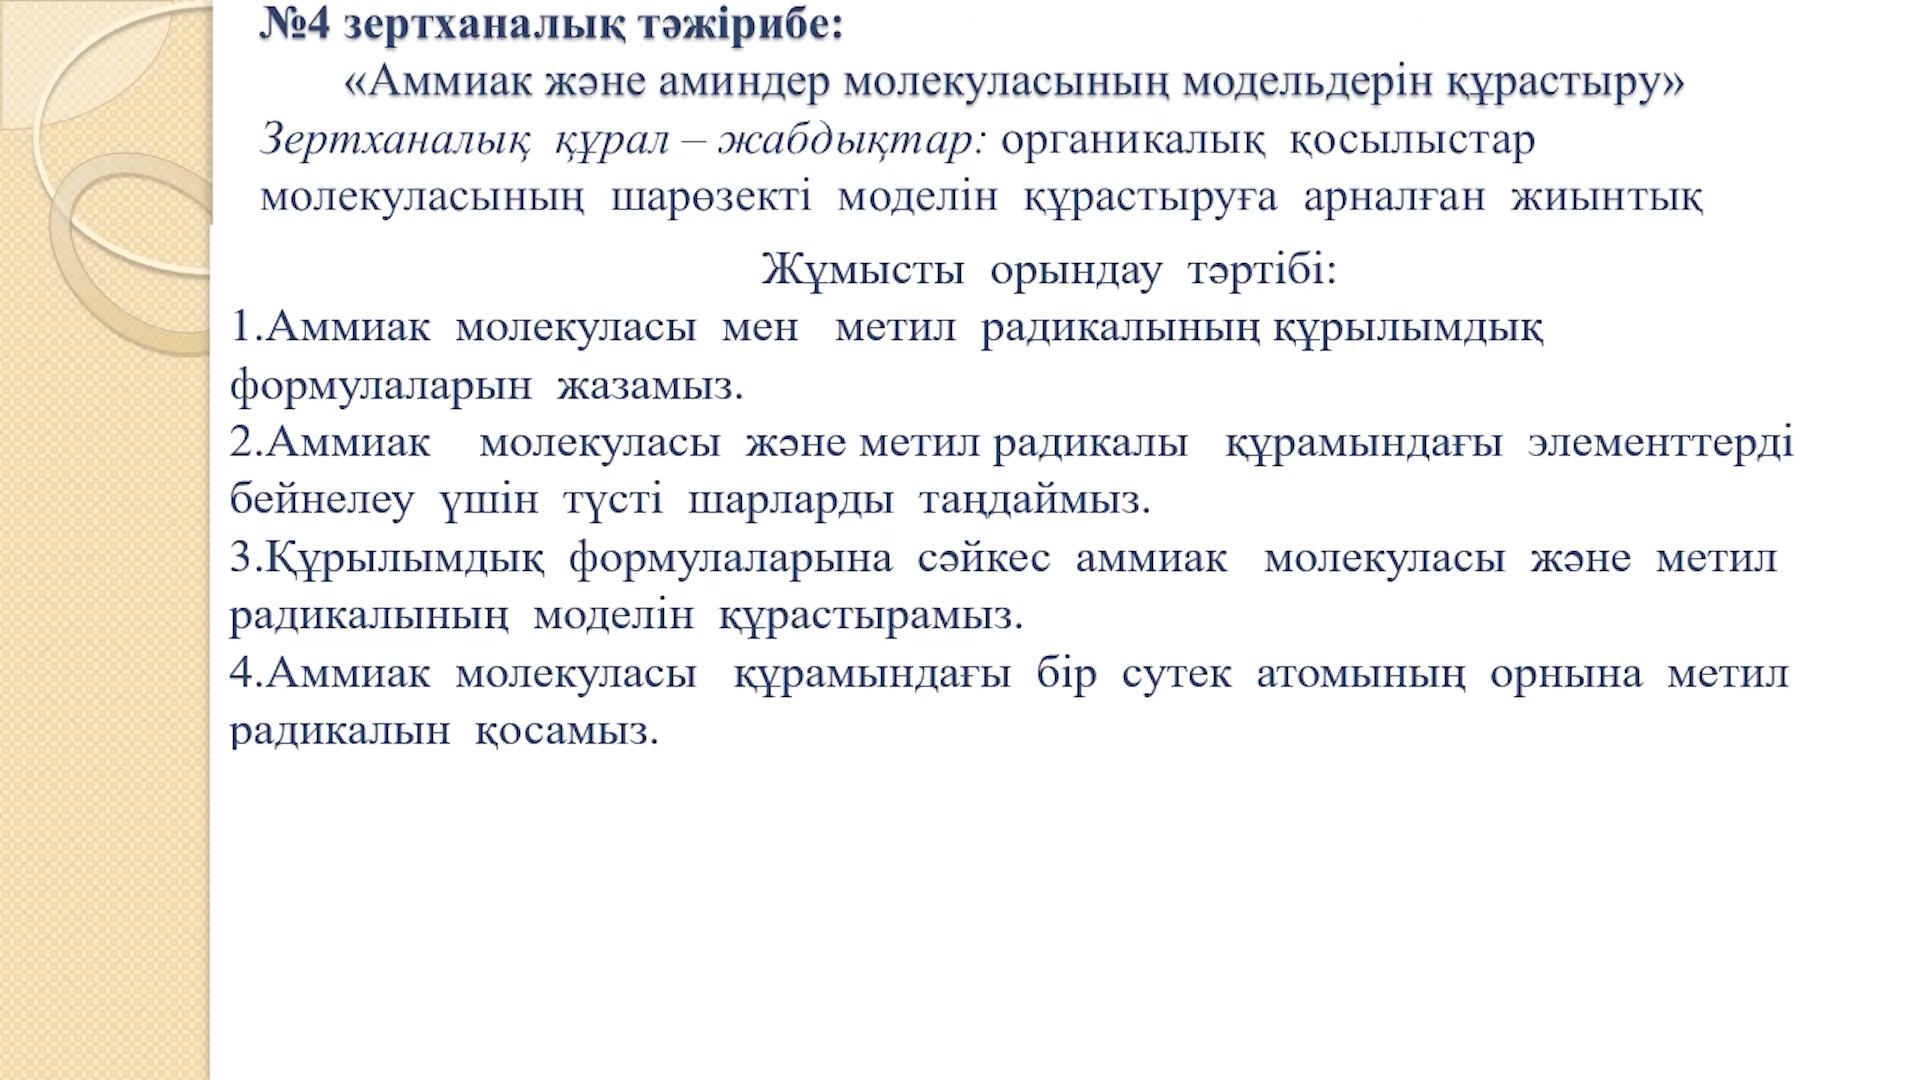 №4 зертханалық тәжірибе:
«Аммиак және аминдер молекуласының модельдерін құрастыру»
Зертханалық құрал – жабдықтар: органикалық қосылыстар
молекуласының шарөзекті моделін құрастыруға арналған жиынтық
Жұмысты орындау тәртібі:
1.Аммиак молекуласы мен метил радикалының құрылымдық
формулаларын жазамыз.
2.Аммиак молекуласы және метил радикалы құрамындағы элементтерді
бейнелеу үшін түсті шарларды таңдаймыз.
3.Құрылымдық формулаларына сәйкес аммиак молекуласы және метил
радикалының моделін құрастырамыз.
4.Аммиак молекуласы құрамындағы бір сутек атомының орнына метил
радикалын қосамыз.